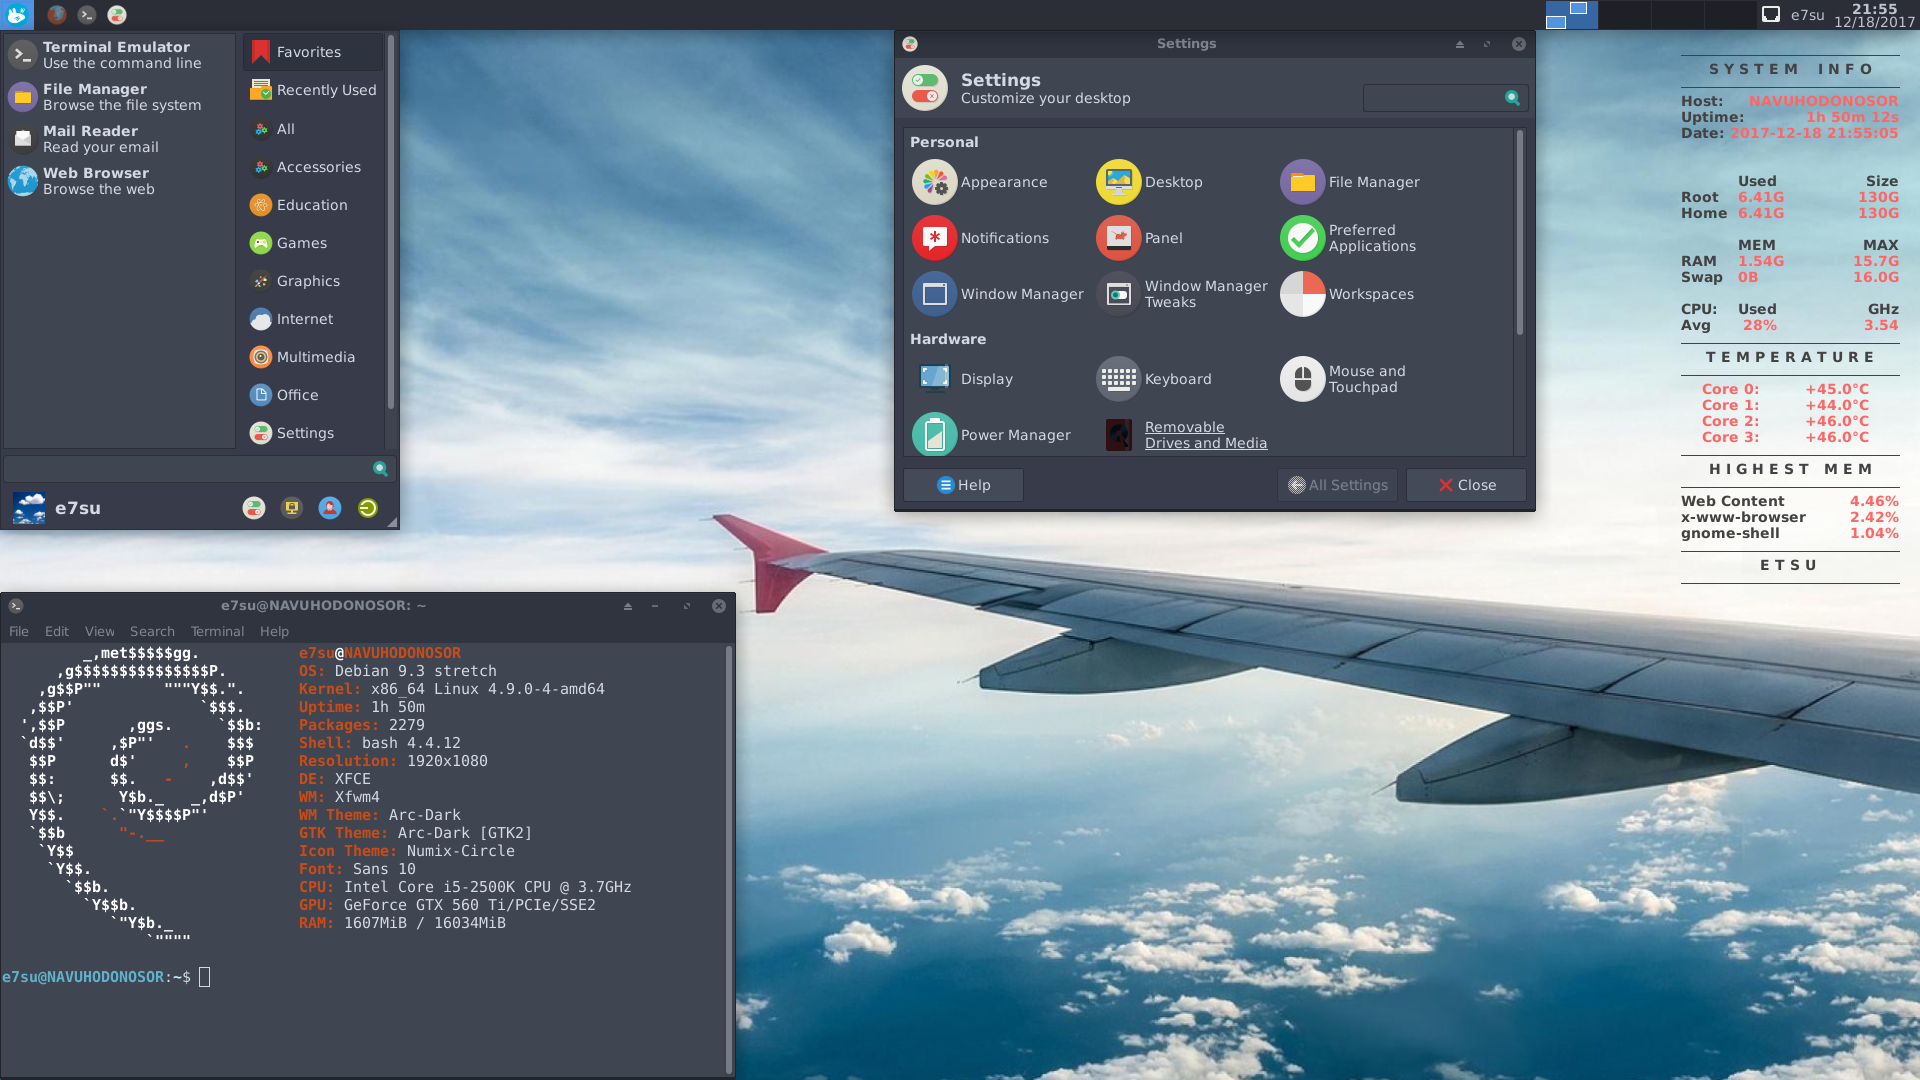 e7su
21:55
12/18/2017
Terminal Emulator
Use the command line
File Manager
Browse the file system
Mail Reader
Read your email
Web Browser
Browse the web
Favorites
Recently Used
All
Accessories
Education
Games
Graphics
Internet
Multimedia
Office
Settings
e7su
Settings
Settings
Customize your desktop
Personal
Appearance
Desktop
File Manager
Notifications
Panel
Preferred
Applications
Window Manager
Window Manager
Tweaks
Workspaces
Hardware
Display
Keyboard
Mouse and
Touchpad
Power Manager
Removable
Drives and Media
Help
All Settings
Close
SYSTEM INFO
Host: NAVUHODONOSOR
Uptime: 1h 50m 12s
Date: 2017-12-18 21:55:05
Used Size
Root 6.41G 130G
Home 6.41G 130G
MEM MAX
RAM 1.54G 15.7G
Swap 0B 16.0G
CPU: Used GHz
Avg 28% 3.54
TEMPERATURE
Core 0: +45.0°C
Core 1: +44.0°C
Core 2: +46.0°C
Core 3: +46.0°C
HIGHEST MEM
Web Content 4.46%
x-www-browser 2.42%
gnome-shell 1.04%
ETSU
e7su@NAVUHODONOSOR: ~
File Edit View Search Terminal Help
_,met$$$$$gg. e7su@NAVUHODONOSOR
,g$$$$$$$$$$$$$$$P. OS: Debian 9.3 stretch
,g$$P"" """Y$$.". Kernel: x86_64 Linux 4.9.0-4-amd64
,$$P' `$$$. Uptime: 1h 50m
',$$P ,ggs. `$$b: Packages: 2279
`d$$' ,$P"' . $$$ Shell: bash 4.4.12
$$P d$' , $$P Resolution: 1920x1080
$$: $$. - ,d$$' DE: XFCE
$$\; Y$b._ _,d$P' WM: Xfwm4
Y$$. `.`"Y$$$$P"' WM Theme: Arc-Dark
`$$b "-.__ GTK Theme: Arc-Dark [GTK2]
`Y$$ Icon Theme: Numix-Circle
`Y$$. Font: Sans 10
`$$b. CPU: Intel Core i5-2500K CPU @ 3.7GHz
`Y$$b. GPU: GeForce GTX 560 Ti/PCIe/SSE2
`"Y$b._ RAM: 1607MiB / 16034MiB
`""""
e7su@NAVUHODONOSOR:~$